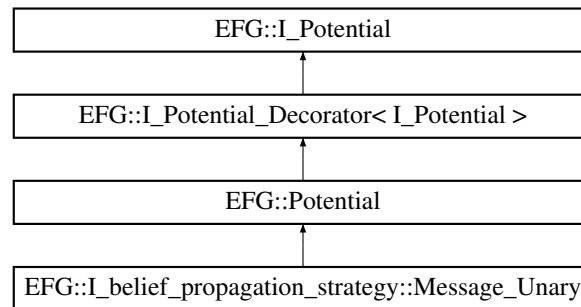 EFG::I_Potential
EFG::I_Potential_Decorator< I_Potential >
EFG::Potential
EFG::I_belief_propagation_strategy::Message_Unary